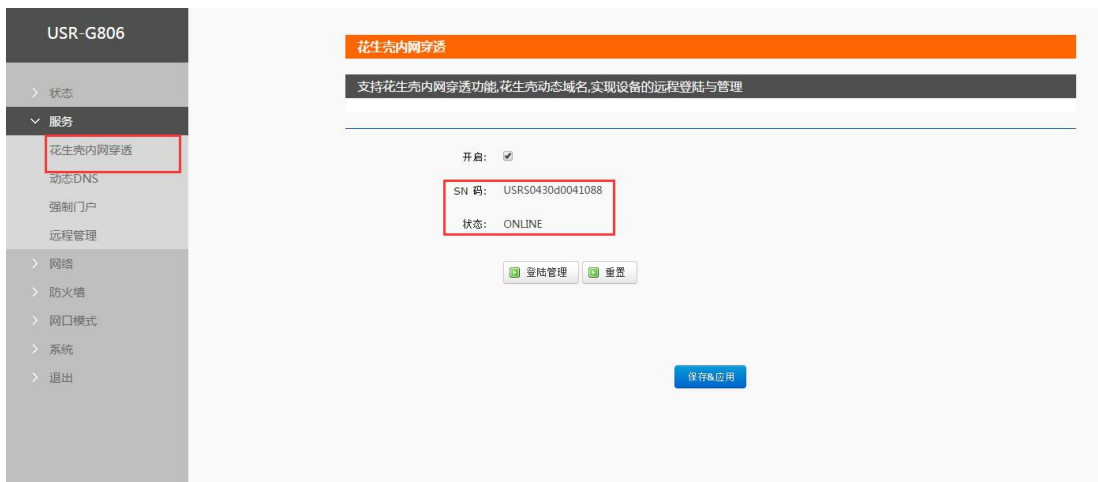 USR-G806
状态
服务
花生壳内网穿透
动态DNS
强制门户
远程管理
网络
防火墙
网口模式
系统
退出
花生壳内网穿透
支持花生壳内网穿透功能,花生壳动态域名,实现设备的远程登陆与管理
开启:
SN 码: USRS0430d0041088
状态: ONLINE
登陆管理 重置
保存&应用